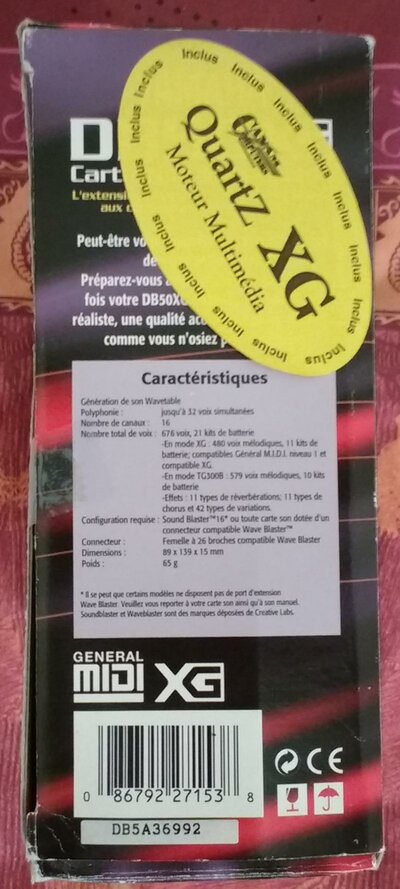 Inclus Inclus Inclus Inclus Inclus Inclus Inclus Inclus Inclus Inclus Inclus Inclus Inclus
QuartZ XG
Moteur Multimédia
D
Cart
L'extensi
aux c
Peut-être vo
de
Préparez-vous
fois votre DB50XG
réaliste, une qualité
comme vous n'osiez
Caractéristiques
Génération de son Wavetable
Polyphonie : jusqu'à 32 voix simultanées
Nombre de canaux : 16
Nombre total de voix : 676 voix, 21 kits de batterie
-En mode XG : 480 voix mélodiques, 11 kits de
batterie; compatibles Général M.I.D.I. niveau 1 et
compatible XG.
-En mode TG300B : 579 voix mélodiques, 10 kits
de batterie
-Effets : 11 types de réverbérations; 11 types de
chorus et 42 types de variations.
Configuration requise : Sound Blaster™16* ou toute carte son dotée d'un
connecteur compatible Wave Blaster™
Connecteur : Femelle à 26 broches compatible Wave Blaster
Dimensions : 89 x 139 x 15 mm
Poids : 65 g
* Il se peut que certains modèles ne disposent pas de port d'extension
Wave Blaster. Veuillez vous reporter à votre carte son ainsi qu'à son manuel.
Soundblaster et Waveblaster sont des marques déposées de Creative Labs.
GENERAL
MIDI XG
CE
0 86792 27153 8
DB5A36992